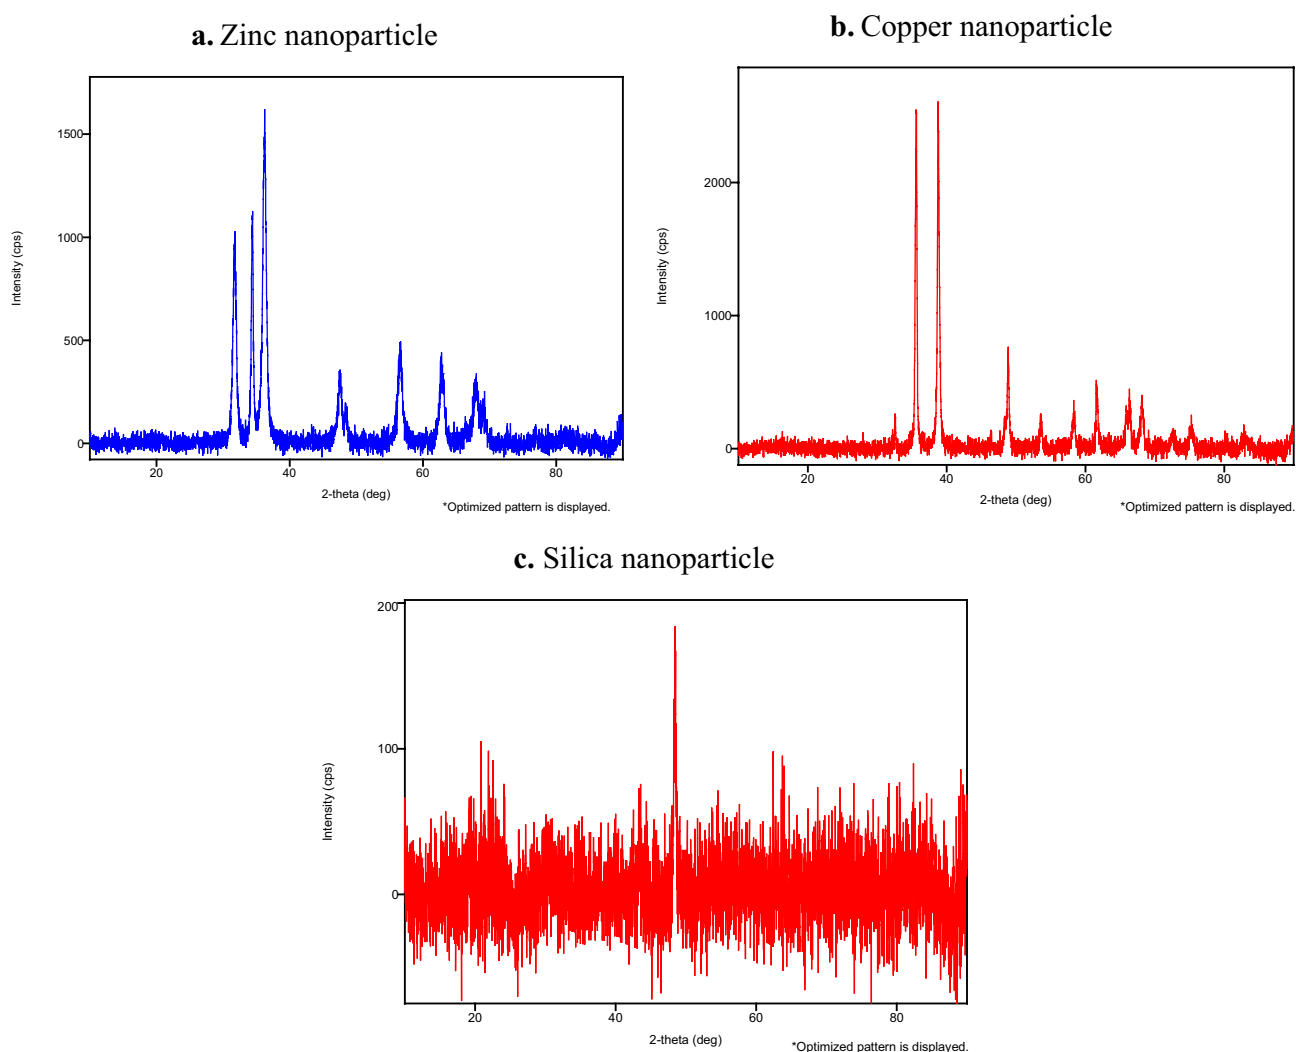 a. Zinc nanoparticle
1500
1000
500
0
Intensity (cps)
20
40
60
80
2-theta (deg)
*Optimized pattern is displayed.
b. Copper nanoparticle
2000
1000
0
Intensity (cps)
20
40
60
80
2-theta (deg)
*Optimized pattern is displayed.
c. Silica nanoparticle
200
100
0
Intensity (cps)
20
40
60
80
2-theta (deg)
*Optimized pattern is displayed.